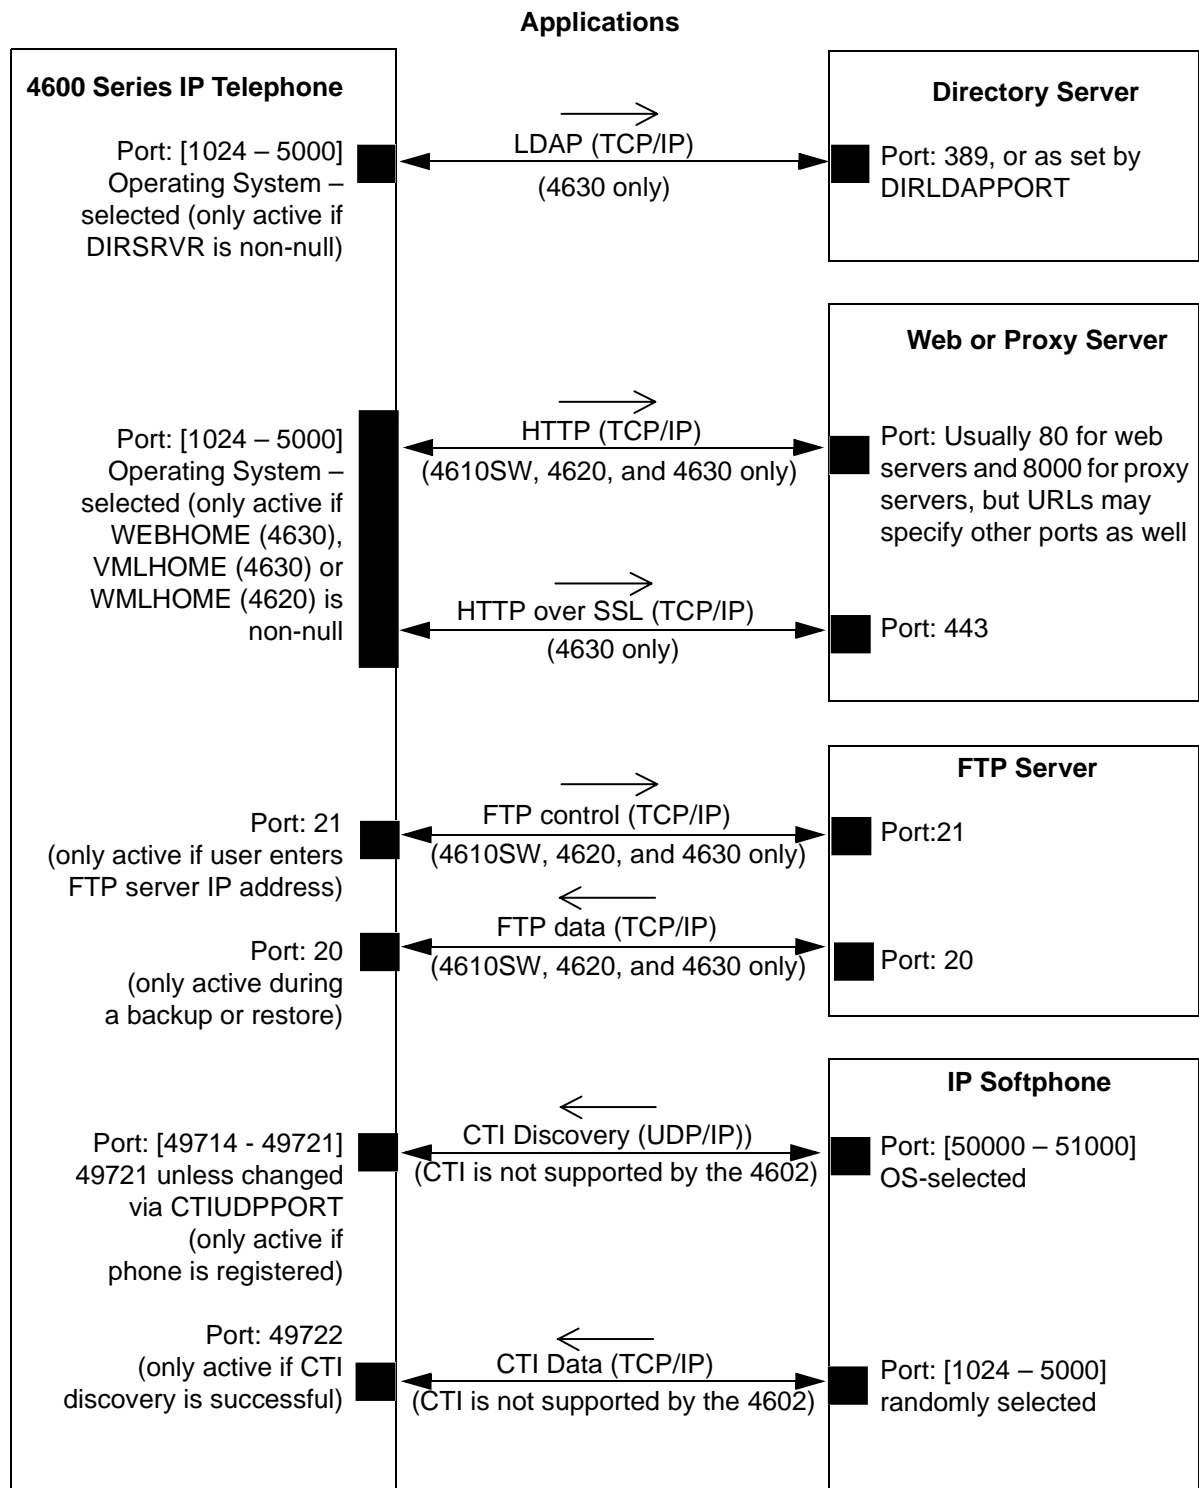 Applications
4600 Series IP Telephone
Port: [1024 – 5000]
Operating System –
selected (only active if
DIRSRVR is non-null)
LDAP (TCP/IP)
(4630 only)
Directory Server
Port: 389, or as set by
DIRLDAPPORT
Port: [1024 – 5000]
Operating System –
selected (only active if
WEBHOME (4630),
VMLHOME (4630) or
WMLHOME (4620) is
non-null
HTTP (TCP/IP)
(4610SW, 4620, and 4630 only)
HTTP over SSL (TCP/IP)
(4630 only)
Web or Proxy Server
Port: Usually 80 for web
servers and 8000 for proxy
servers, but URLs may
specify other ports as well
Port: 443
Port: 21
(only active if user enters
FTP server IP address)
FTP control (TCP/IP)
(4610SW, 4620, and 4630 only)
FTP Server
Port:21
Port: 20
(only active during
a backup or restore)
FTP data (TCP/IP)
(4610SW, 4620, and 4630 only)
Port: 20
Port: [49714 - 49721]
49721 unless changed
via CTIUDPPORT
(only active if
phone is registered)
CTI Discovery (UDP/IP))
(CTI is not supported by the 4602)
IP Softphone
Port: [50000 – 51000]
OS-selected
Port: 49722
(only active if CTI
discovery is successful)
CTI Data (TCP/IP)
(CTI is not supported by the 4602)
Port: [1024 – 5000]
randomly selected